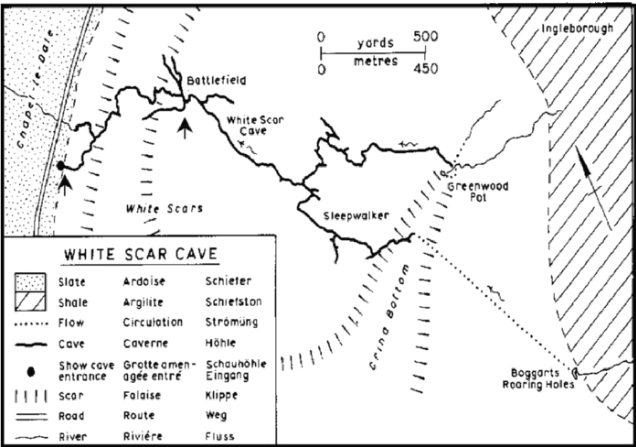 Ingleborough
0 500
yards
metres
0 450
Chapel-le-Dale
Battlefield
White Scar
Cave
Greenwood
Pot
White Scars
Sleepwalker
Crina Bottom
Boggarts
Roaring Holes
WHITE SCAR CAVE
Slate Ardoise Schiefer
Shale Argilite Schiefston
Flow Circulation Strömüng
Cave Caverne Höhle
Show cave Grotte amen- Schauhöhle
entrance agée entré Eingang
Scar Falaise Klippe
Road Route Weg
River Riviére Fluss